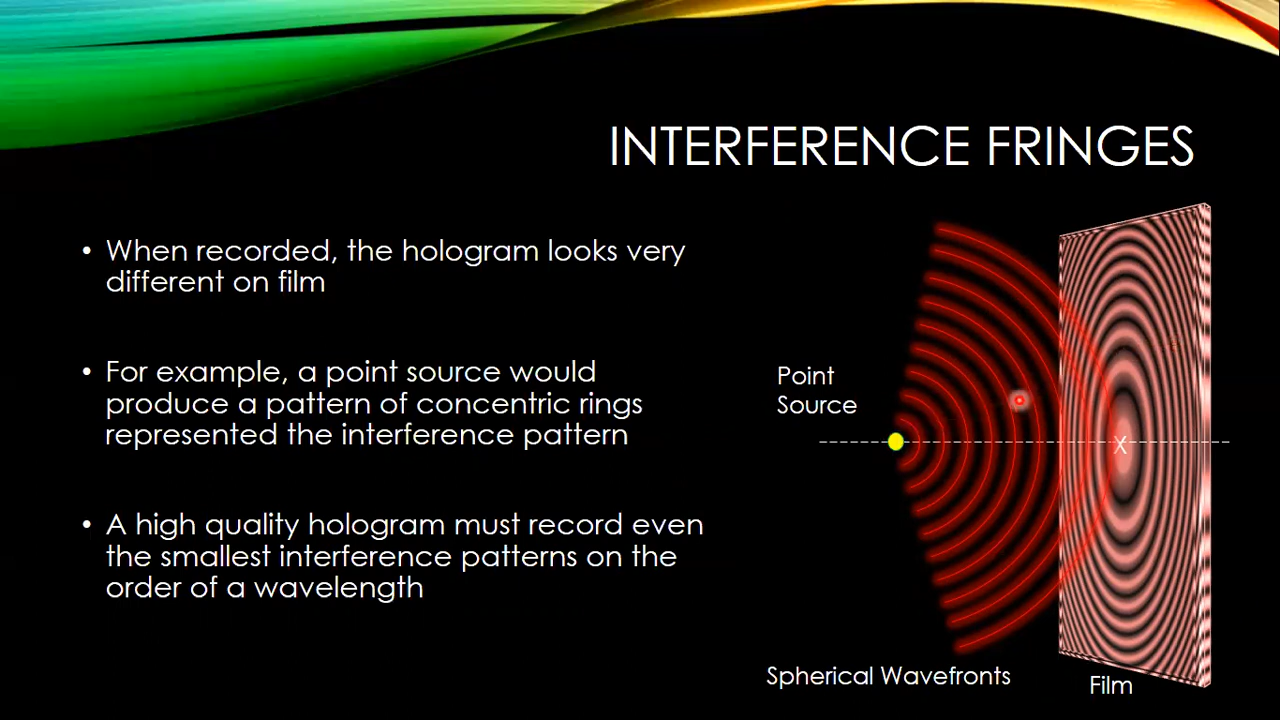 INTERFERENCE FRINGES
• When recorded, the hologram looks very
different on film
• For example, a point source would
produce a pattern of concentric rings
represented the interference pattern
• A high quality hologram must record even
the smallest interference patterns on the
order of a wavelength
Point
Source
X
Spherical Wavefronts
Film